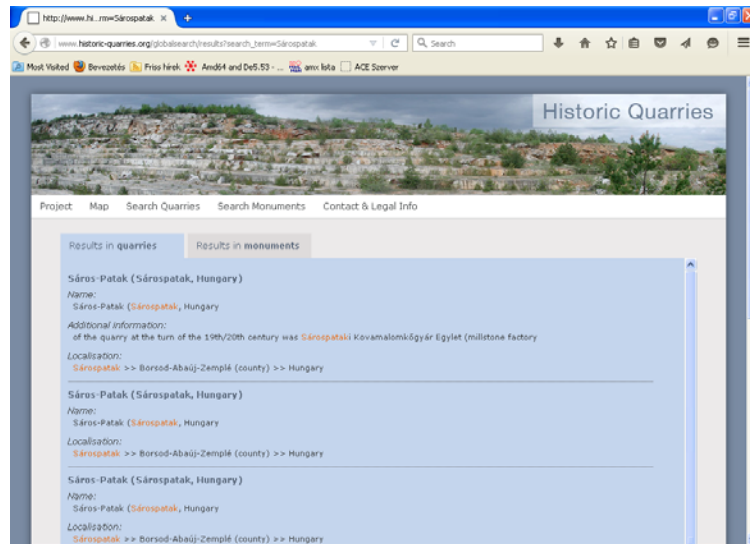 http://www.hi...rm=Sárospatak
www.historic-quarries.org/globalsearch/results?search_term=Sárospatak
Search
Most Visited Bevezetés Friss hírek Amd64 and De5.53 - ... amx lista ACE Szerver
Historic Quarries
Project Map Search Quarries Search Monuments Contact & Legal Info
Results in quarries Results in monuments
Sáros-Patak (Sárospatak, Hungary)
Name:
Sáros-Patak (Sárospatak, Hungary
Additional information:
of the quarry at the turn of the 19th/20th century was Sárospataki Kovamalomkőgyár Egylet (millstone factory
Localisation:
Sárospatak >> Borsod-Abaúj-Zemplé (county) >> Hungary
Sáros-Patak (Sárospatak, Hungary)
Name:
Sáros-Patak (Sárospatak, Hungary
Localisation:
Sárospatak >> Borsod-Abaúj-Zemplé (county) >> Hungary
Sáros-Patak (Sárospatak, Hungary)
Name:
Sáros-Patak (Sárospatak, Hungary
Localisation:
Sárospatak >> Borsod-Abaúj-Zemplé (county) >> Hungary